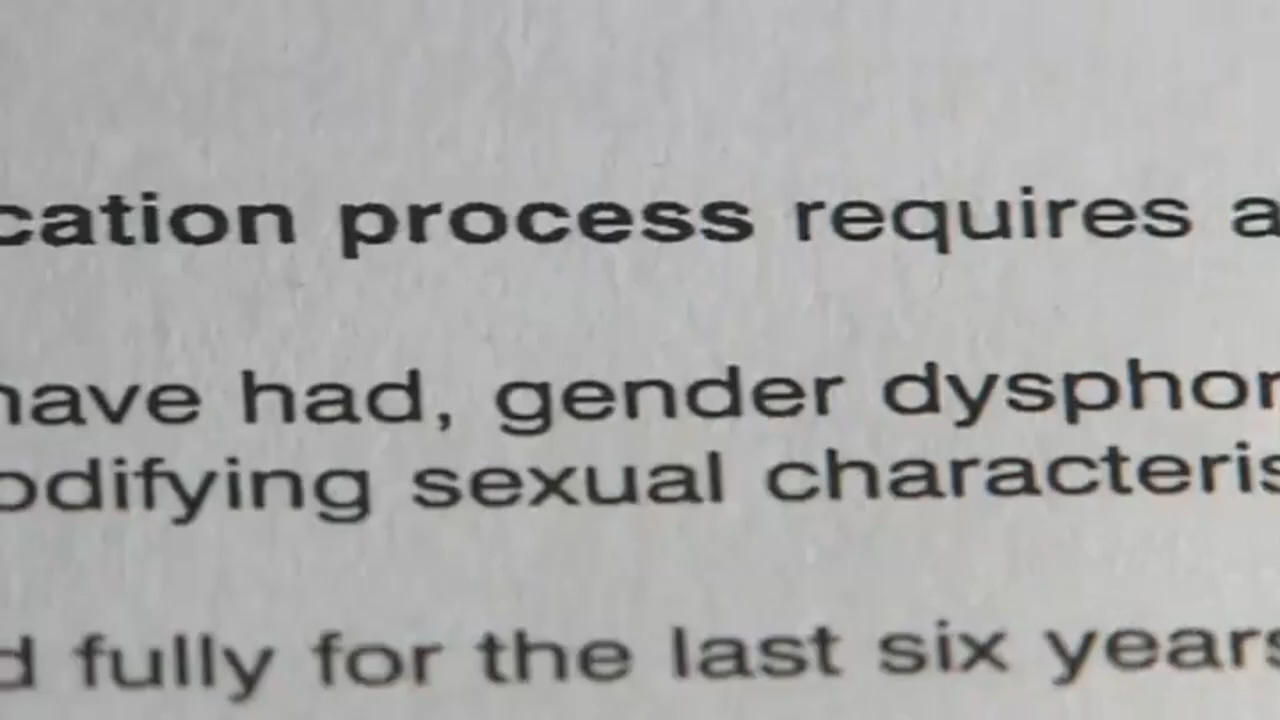 cation process requires a
have had, gender dysphor
odifying sexual characteris
d fully for the last six years